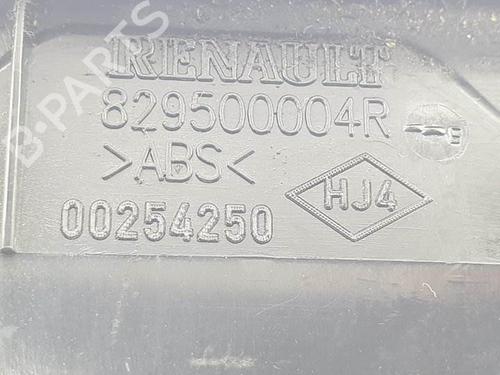 RENAULT
829500004R
>ABS<
HJ4
00254250
B-PARTS